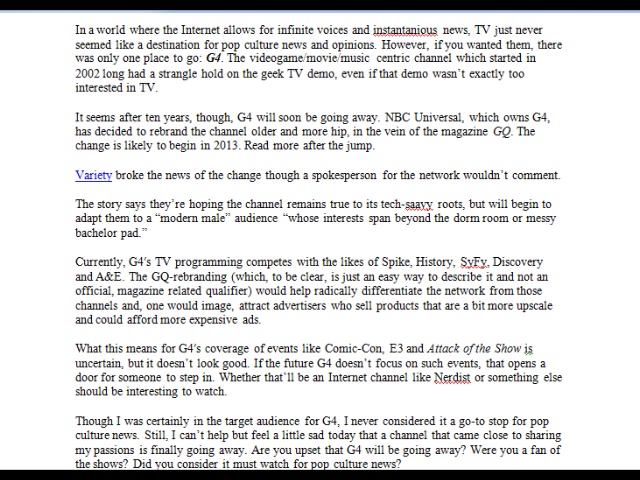 In a world where the Internet allows for infinite voices and instantanious news, TV just never
seemed like a destination for pop culture news and opinions. However, if you wanted them, there
was only one place to go: G4. The videogame/movie/music centric channel which started in
2002 long had a strangle hold on the geek TV demo, even if that demo wasn't exactly too
interested in TV.
It seems after ten years, though, G4 will soon be going away. NBC Universal, which owns G4,
has decided to rebrand the channel older and more hip, in the vein of the magazine GQ. The
change is likely to begin in 2013. Read more after the jump.
Variety broke the news of the change though a spokesperson for the network wouldn't comment.
The story says they're hoping the channel remains true to its tech-saavy roots, but will begin to
adapt them to a “modern male” audience “whose interests span beyond the dorm room or messy
bachelor pad.”
Currently, G4's TV programming competes with the likes of Spike, History, SyFy, Discovery
and A&E. The GQ-rebranding (which, to be clear, is just an easy way to describe it and not an
official, magazine related qualifier) would help radically differentiate the network from those
channels and, one would image, attract advertisers who sell products that are a bit more upscale
and could afford more expensive ads.
What this means for G4's coverage of events like Comic-Con, E3 and Attack of the Show is
uncertain, but it doesn't look good. If the future G4 doesn't focus on such events, that opens a
door for someone to step in. Whether that'll be an Internet channel like Nerdist or something else
should be interesting to watch.
Though I was certainly in the target audience for G4, I never considered it a go-to stop for pop
culture news. Still, I can't help but feel a little sad today that a channel that came close to sharing
my passions is finally going away. Are you upset that G4 will be going away? Were you a fan of
the shows? Did you consider it must watch for pop culture news?